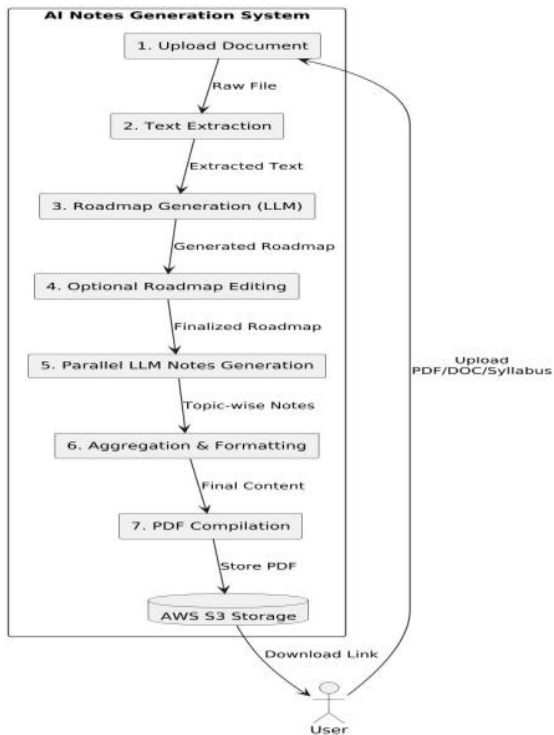 AI Notes Generation System
1. Upload Document
Raw File
2. Text Extraction
Extracted Text
3. Roadmap Generation (LLM)
Generated Roadmap
4. Optional Roadmap Editing
Finalized Roadmap
5. Parallel LLM Notes Generation
Upload
PDF/DOC/Syllabus
Topic-wise Notes
6. Aggregation & Formatting
Final Content
7. PDF Compilation
Store PDF
AWS S3 Storage
Download Link
User